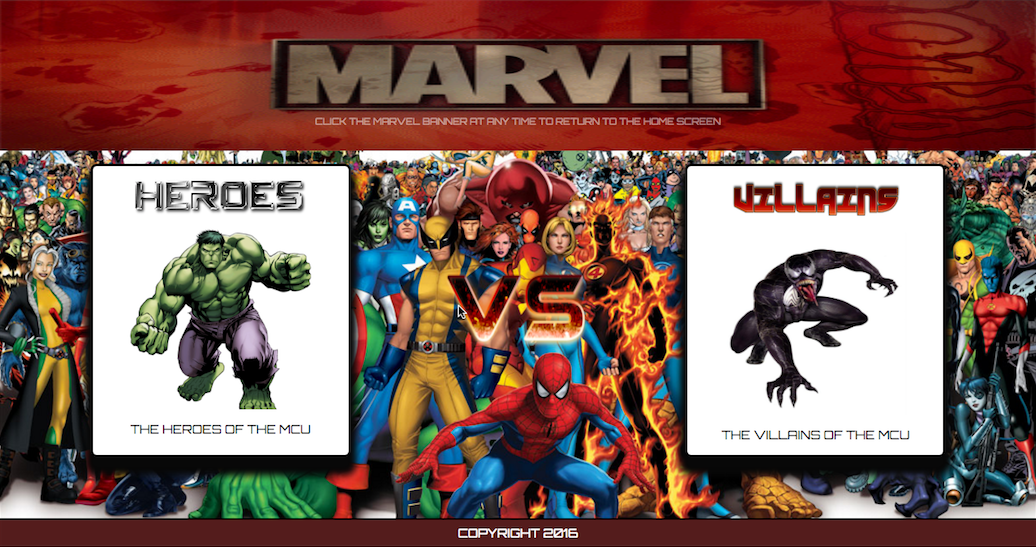 MARVEL
CLICK THE MARVEL BANNER AT ANY TIME TO RETURN TO THE HOME SCREEN
HEROES
VILLAINS
VS
THE HEROES OF THE MCU
THE VILLAINS OF THE MCU
COPYRIGHT 2016